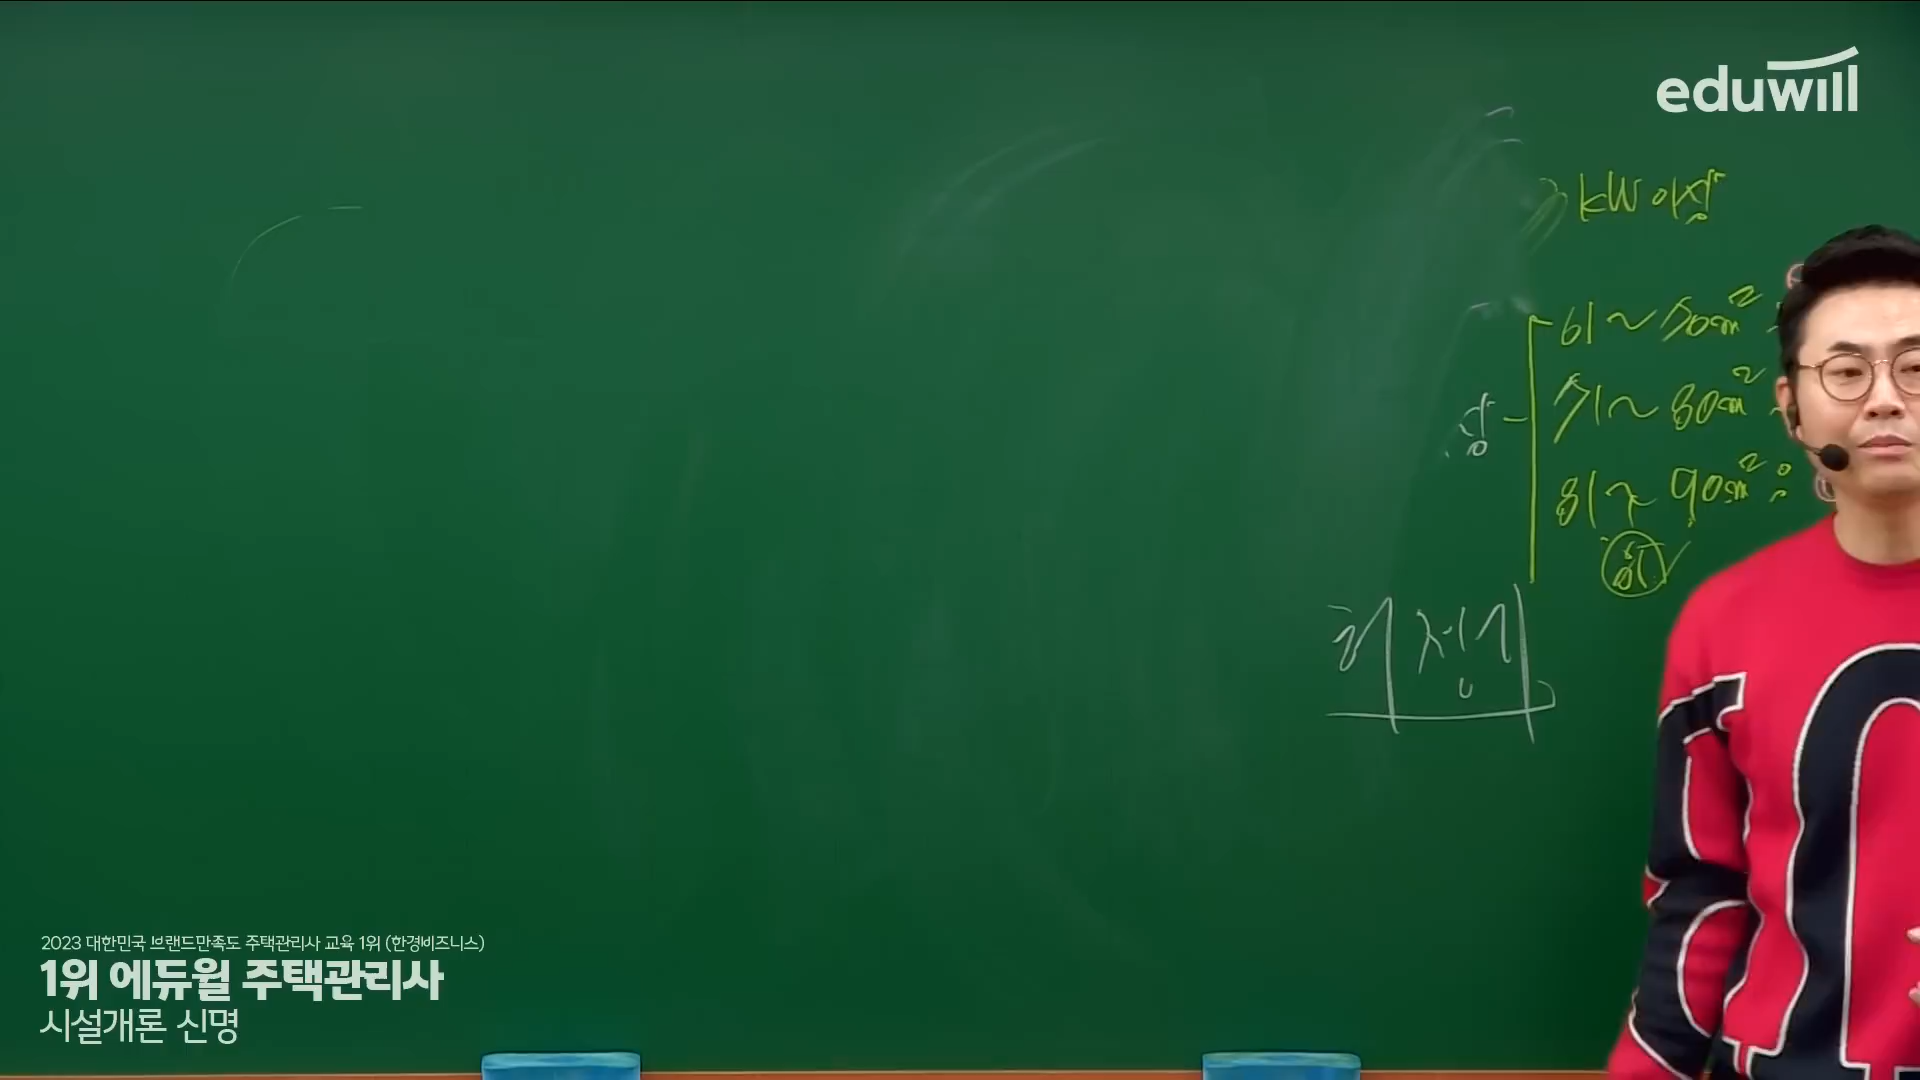 eduwill
kW 이상
61~70㎡
71~80㎡
상
81~90㎡ :
2023 대한민국 브랜드만족도 주택관리사 교육 1위 (한경비즈니스)
1위 에듀윌 주택관리사
시설개론 신명